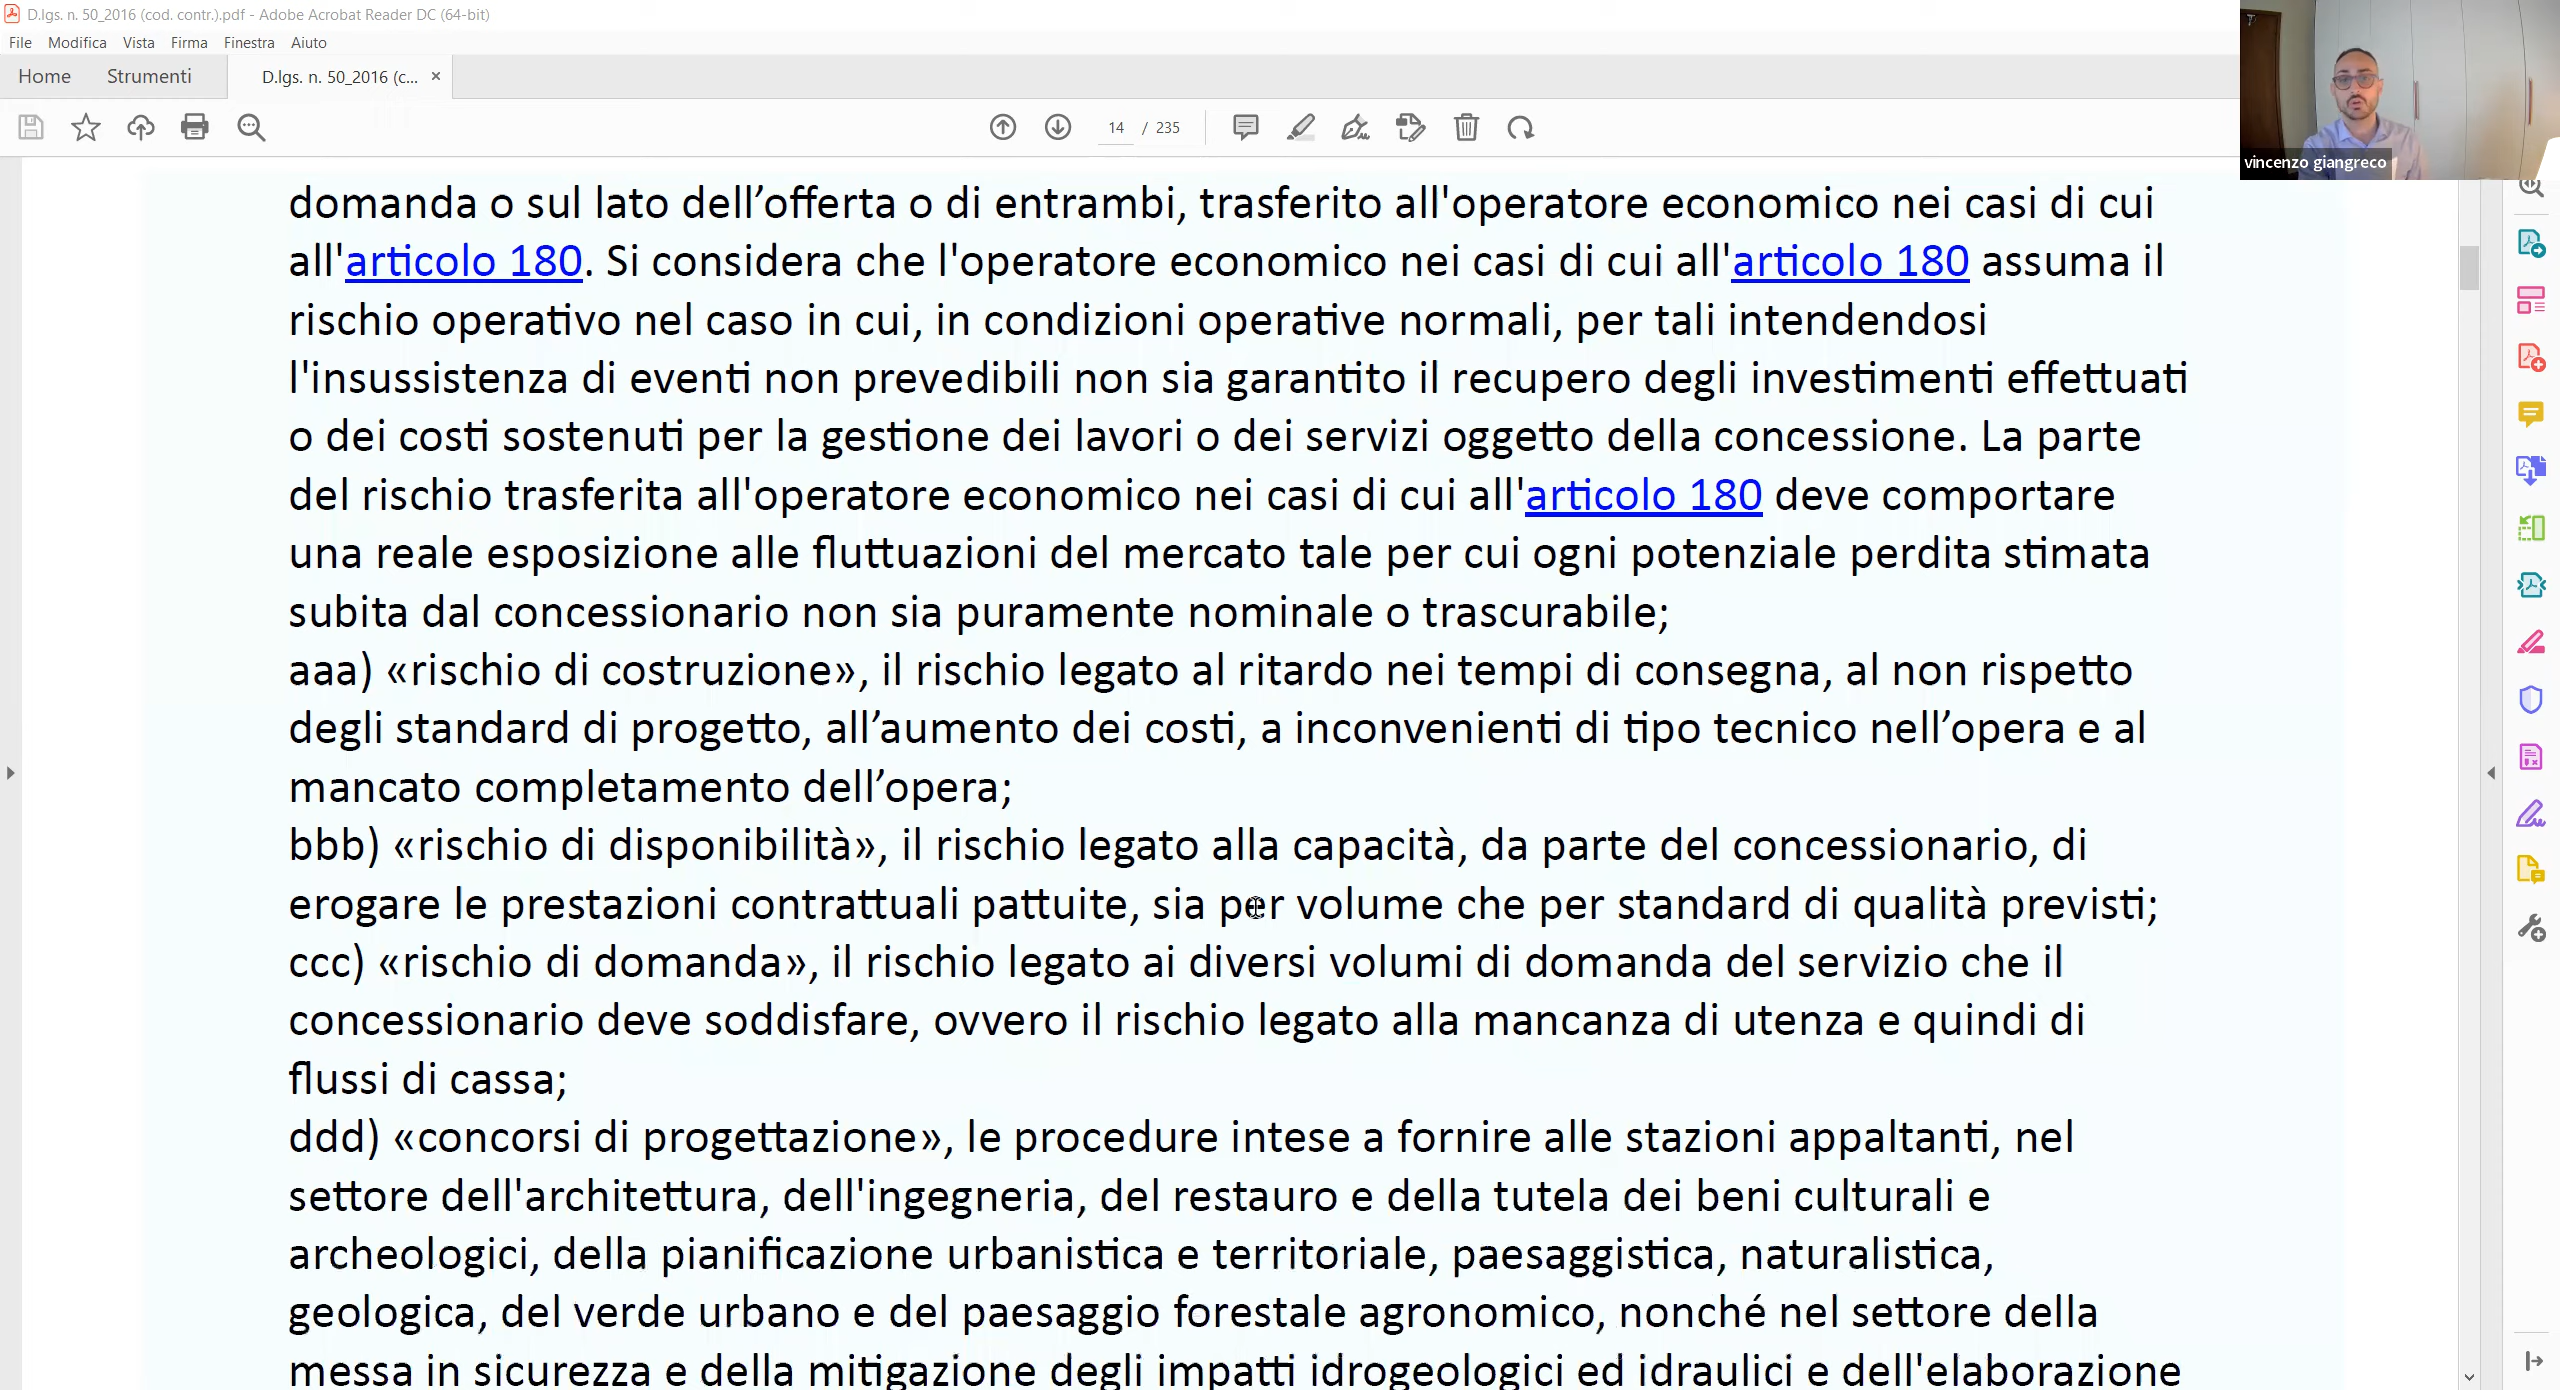 D.lgs. n. 50_2016 (cod. contr.).pdf - Adobe Acrobat Reader DC (64-bit)
File Modifica Vista Firma Finestra Aiuto
Home Strumenti D.lgs. n. 50_2016 (c... ×
14 / 235
vincenzo giangreco
domanda o sul lato dell’offerta o di entrambi, trasferito all'operatore economico nei casi di cui
all'articolo 180. Si considera che l'operatore economico nei casi di cui all'articolo 180 assuma il
rischio operativo nel caso in cui, in condizioni operative normali, per tali intendendosi
l'insussistenza di eventi non prevedibili non sia garantito il recupero degli investimenti effettuati
o dei costi sostenuti per la gestione dei lavori o dei servizi oggetto della concessione. La parte
del rischio trasferita all'operatore economico nei casi di cui all'articolo 180 deve comportare
una reale esposizione alle fluttuazioni del mercato tale per cui ogni potenziale perdita stimata
subita dal concessionario non sia puramente nominale o trascurabile;
aaa) «rischio di costruzione», il rischio legato al ritardo nei tempi di consegna, al non rispetto
degli standard di progetto, all’aumento dei costi, a inconvenienti di tipo tecnico nell’opera e al
mancato completamento dell’opera;
bbb) «rischio di disponibilità», il rischio legato alla capacità, da parte del concessionario, di
erogare le prestazioni contrattuali pattuite, sia per volume che per standard di qualità previsti;
ccc) «rischio di domanda», il rischio legato ai diversi volumi di domanda del servizio che il
concessionario deve soddisfare, ovvero il rischio legato alla mancanza di utenza e quindi di
flussi di cassa;
ddd) «concorsi di progettazione», le procedure intese a fornire alle stazioni appaltanti, nel
settore dell'architettura, dell'ingegneria, del restauro e della tutela dei beni culturali e
archeologici, della pianificazione urbanistica e territoriale, paesaggistica, naturalistica,
geologica, del verde urbano e del paesaggio forestale agronomico, nonché nel settore della
messa in sicurezza e della mitigazione degli impatti idrogeologici ed idraulici e dell'elaborazione